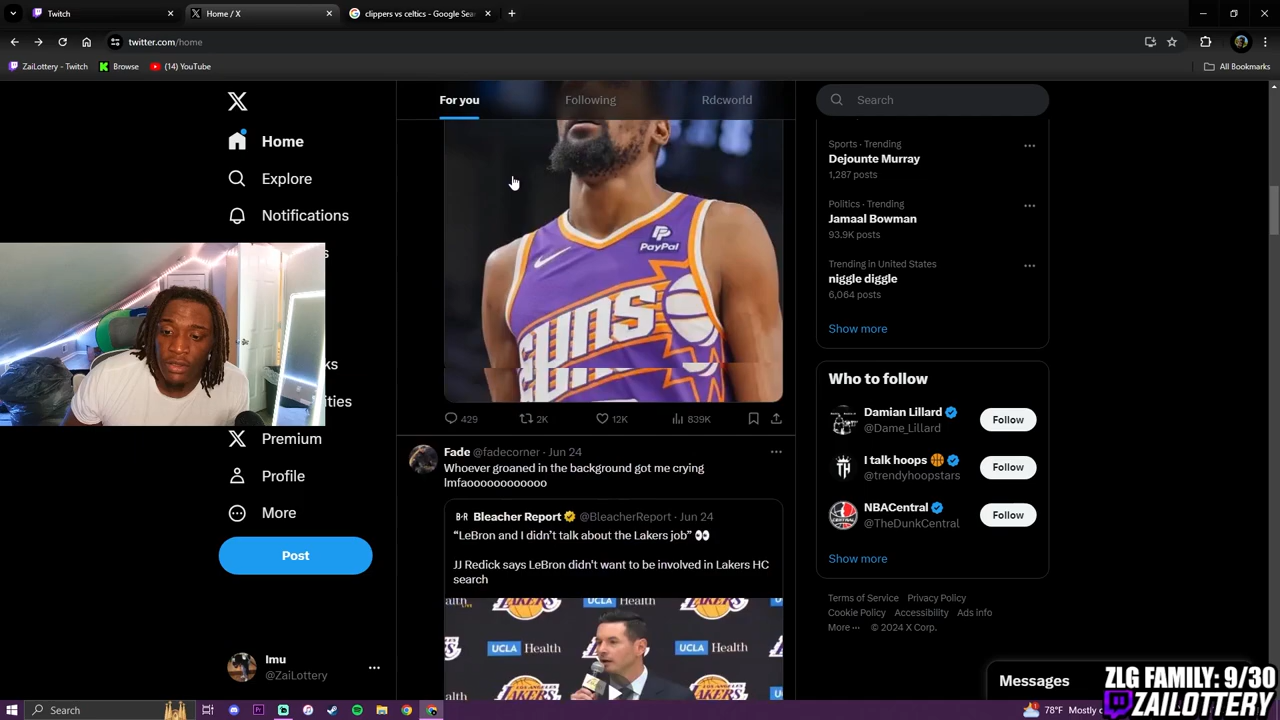 Twitch
Home / X
clippers vs celtics - Google Sea
twitter.com/home
ZaiLottery - Twitch
Browse
(14) YouTube
All Bookmarks
Home
Explore
Notifications
Premium
Profile
More
Post
Imu
@ZaiLottery
For you
Following
Rdcworld
PayPal
SUNS
429
2K
12K
839K
Fade @fadecorner · Jun 24
Whoever groaned in the background got me crying
lmfaoooooooooooo
B·R Bleacher Report @BleacherReport · Jun 24
“LeBron and I didn’t talk about the Lakers job” 👀
JJ Redick says LeBron didn’t want to be involved in Lakers HC
search
UCLA Health
UCLA Health
UCLA Health
LAKERS
LAKERS
Search
Sports · Trending
Dejounte Murray
1,287 posts
Politics · Trending
Jamaal Bowman
93.9K posts
Trending in United States
niggle diggle
6,064 posts
Show more
Who to follow
Damian Lillard
@Dame_Lillard
Follow
I talk hoops 🏀
@trendyhoopstars
Follow
NBACentral
@TheDunkCentral
Follow
Show more
Terms of Service Privacy Policy
Cookie Policy Accessibility Ads info
More ··· © 2024 X Corp.
Messages
ZLG FAMILY: 9/30
ZAILOTTERY
Search
78°F Mostly c